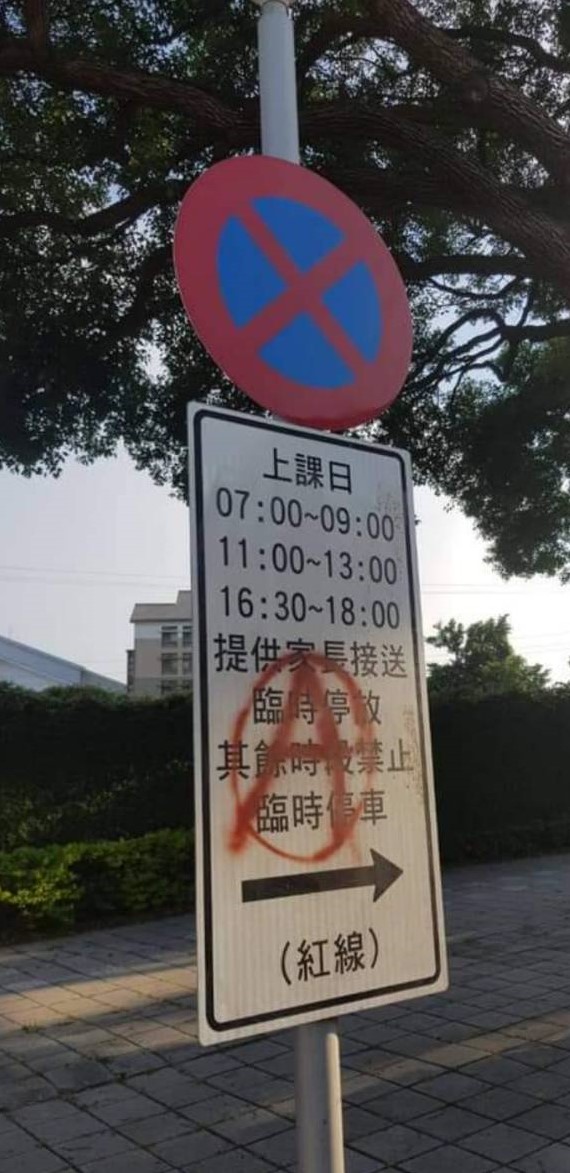 上課日
07:00~09:00
11:00~13:00
16:30~18:00
提供家長接送
臨時停放
其餘時段禁止
臨時停車
(紅線)